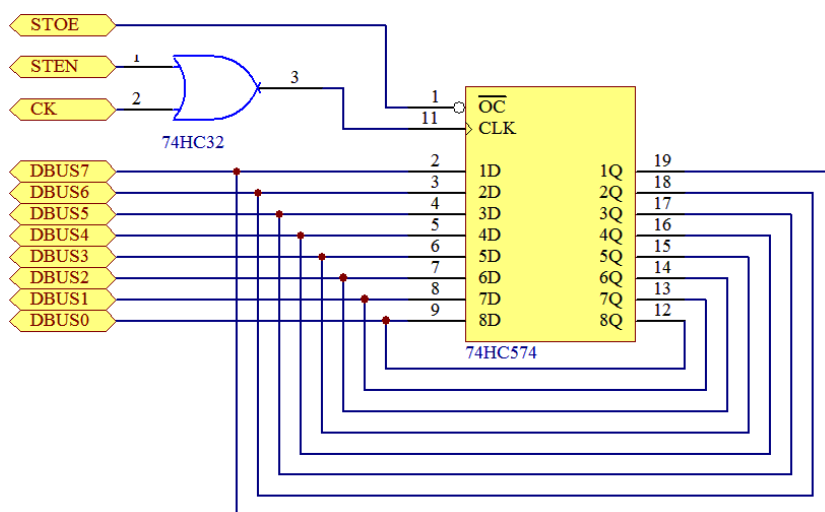 STOE
STEN 1 3
CK 2 1 OC
11 CLK
74HC32
DBUS7 2 1D 1Q 19
DBUS6 3 2D 2Q 18
DBUS5 4 3D 3Q 17
DBUS4 5 4D 4Q 16
DBUS3 6 5D 5Q 15
DBUS2 7 6D 6Q 14
DBUS1 8 7D 7Q 13
DBUS0 9 8D 8Q 12
74HC574